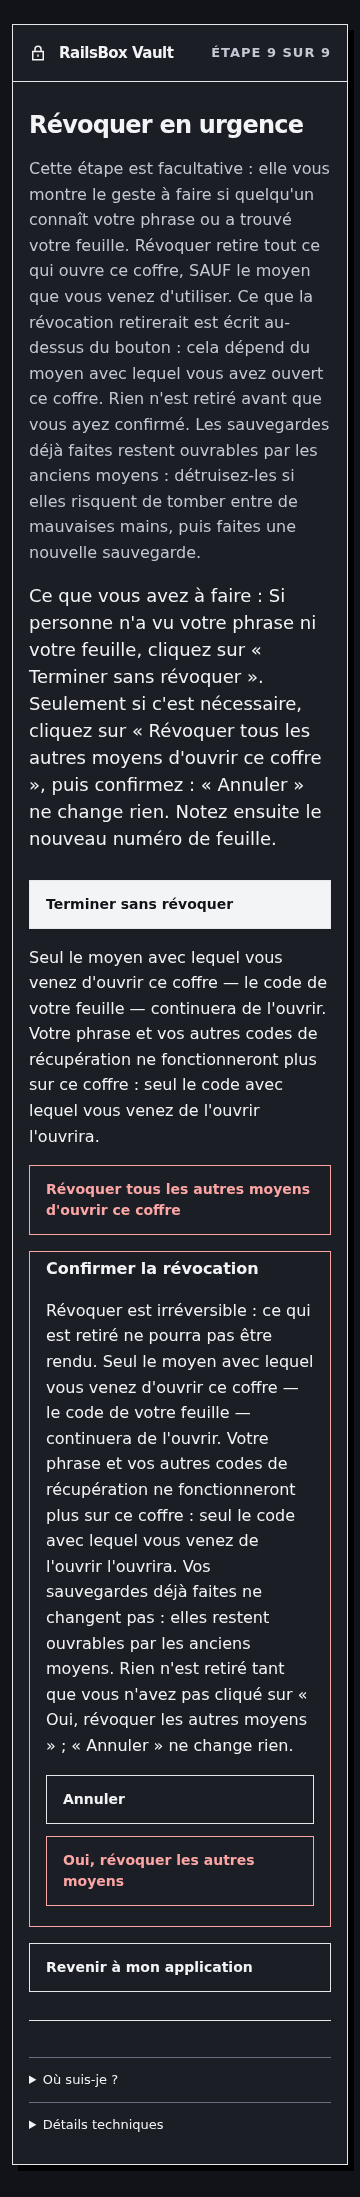 RailsBox Vault
ÉTAPE 9 SUR 9
Révoquer en urgence
Cette étape est facultative : elle vous
montre le geste à faire si quelqu'un
connaît votre phrase ou a trouvé
votre feuille. Révoquer retire tout ce
qui ouvre ce coffre, SAUF le moyen
que vous venez d'utiliser. Ce que la
révocation retirerait est écrit au-
dessus du bouton : cela dépend du
moyen avec lequel vous avez ouvert
ce coffre. Rien n'est retiré avant que
vous ayez confirmé. Les sauvegardes
déjà faites restent ouvrables par les
anciens moyens : détruisez-les si
elles risquent de tomber entre de
mauvaises mains, puis faites une
nouvelle sauvegarde.
Ce que vous avez à faire : Si
personne n'a vu votre phrase ni
votre feuille, cliquez sur «
Terminer sans révoquer ».
Seulement si c'est nécessaire,
cliquez sur « Révoquer tous les
autres moyens d'ouvrir ce coffre
», puis confirmez : « Annuler »
ne change rien. Notez ensuite le
nouveau numéro de feuille.
Terminer sans révoquer
Seul le moyen avec lequel vous
venez d'ouvrir ce coffre — le code de
votre feuille — continuera de l'ouvrir.
Votre phrase et vos autres codes de
récupération ne fonctionneront plus
sur ce coffre : seul le code avec
lequel vous venez de l'ouvrir
l'ouvrira.
Révoquer tous les autres moyens
d'ouvrir ce coffre
Confirmer la révocation
Révoquer est irréversible : ce qui
est retiré ne pourra pas être
rendu. Seul le moyen avec lequel
vous venez d'ouvrir ce coffre —
le code de votre feuille —
continuera de l'ouvrir. Votre
phrase et vos autres codes de
récupération ne fonctionneront
plus sur ce coffre : seul le code
avec lequel vous venez de
l'ouvrir l'ouvrira. Vos
sauvegardes déjà faites ne
changent pas : elles restent
ouvrables par les anciens
moyens. Rien n'est retiré tant
que vous n'avez pas cliqué sur «
Oui, révoquer les autres moyens
» ; « Annuler » ne change rien.
Annuler
Oui, révoquer les autres
moyens
Revenir à mon application
Où suis-je ?
Détails techniques